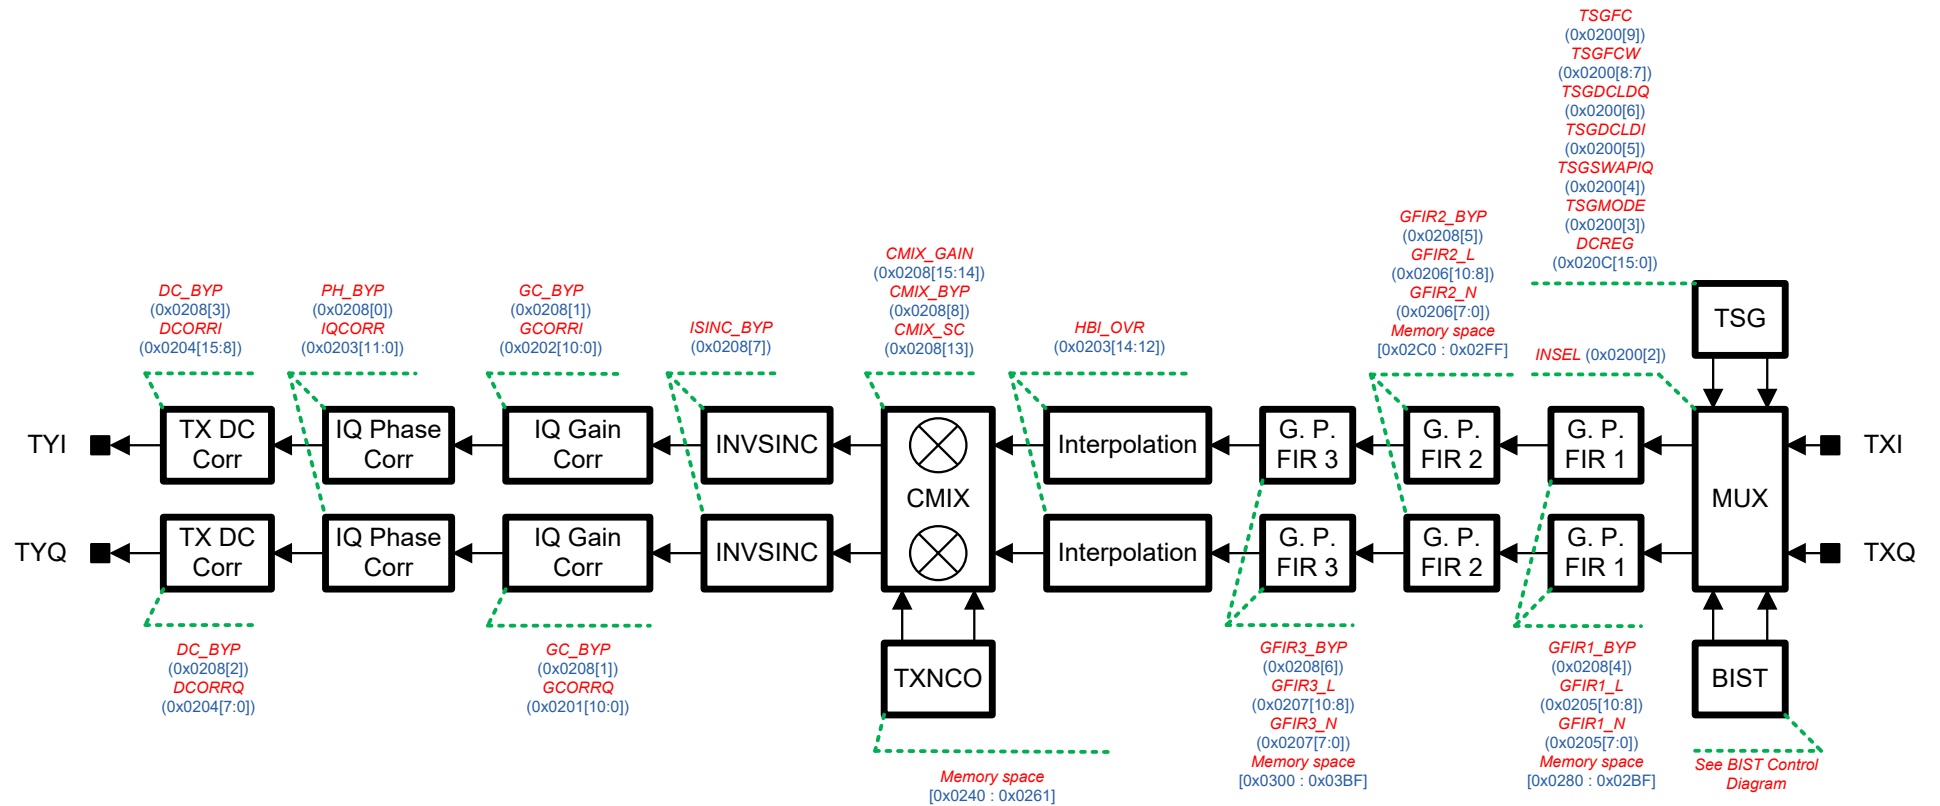 TSGFC
(0x0200[9])
TSGFCW
(0x0200[8:7])
TSGDCLDQ
(0x0200[6])
TSGDCLDI
(0x0200[5])
TSGSWAPIQ
(0x0200[4])
TSGMODE
(0x0200[3])
DCREG
(0x020C[15:0])
GFIR2_BYP
(0x0208[5])
GFIR2_L
(0x0206[10:8])
GFIR2_N
(0x0206[7:0])
Memory space
[0x02C0 : 0x02FF]
CMIX_GAIN
(0x0208[15:14])
CMIX_BYP
(0x0208[8])
CMIX_SC
(0x0208[13])
DC_BYP
(0x0208[3])
DCORRI
(0x0204[15:8])
PH_BYP
(0x0208[0])
IQCORR
(0x0203[11:0])
GC_BYP
(0x0208[1])
GCORRI
(0x0202[10:0])
ISINC_BYP
(0x0208[7])
HBI_OVR
(0x0203[14:12])
INSEL (0x0200[2])
TSG
TYI
TX DC
Corr
IQ Phase
Corr
IQ Gain
Corr
INVSINC
CMIX
Interpolation
G. P.
FIR 3
G. P.
FIR 2
G. P.
FIR 1
MUX
TXI
TYQ
TX DC
Corr
IQ Phase
Corr
IQ Gain
Corr
INVSINC
Interpolation
G. P.
FIR 3
G. P.
FIR 2
G. P.
FIR 1
TXQ
TXNCO
BIST
DC_BYP
(0x0208[2])
DCORRQ
(0x0204[7:0])
GC_BYP
(0x0208[1])
GCORRQ
(0x0201[10:0])
Memory space
[0x0240 : 0x0261]
GFIR3_BYP
(0x0208[6])
GFIR3_L
(0x0207[10:8])
GFIR3_N
(0x0207[7:0])
Memory space
[0x0300 : 0x03BF]
GFIR1_BYP
(0x0208[4])
GFIR1_L
(0x0205[10:8])
GFIR1_N
(0x0205[7:0])
Memory space
[0x0280 : 0x02BF]
See BIST Control
Diagram